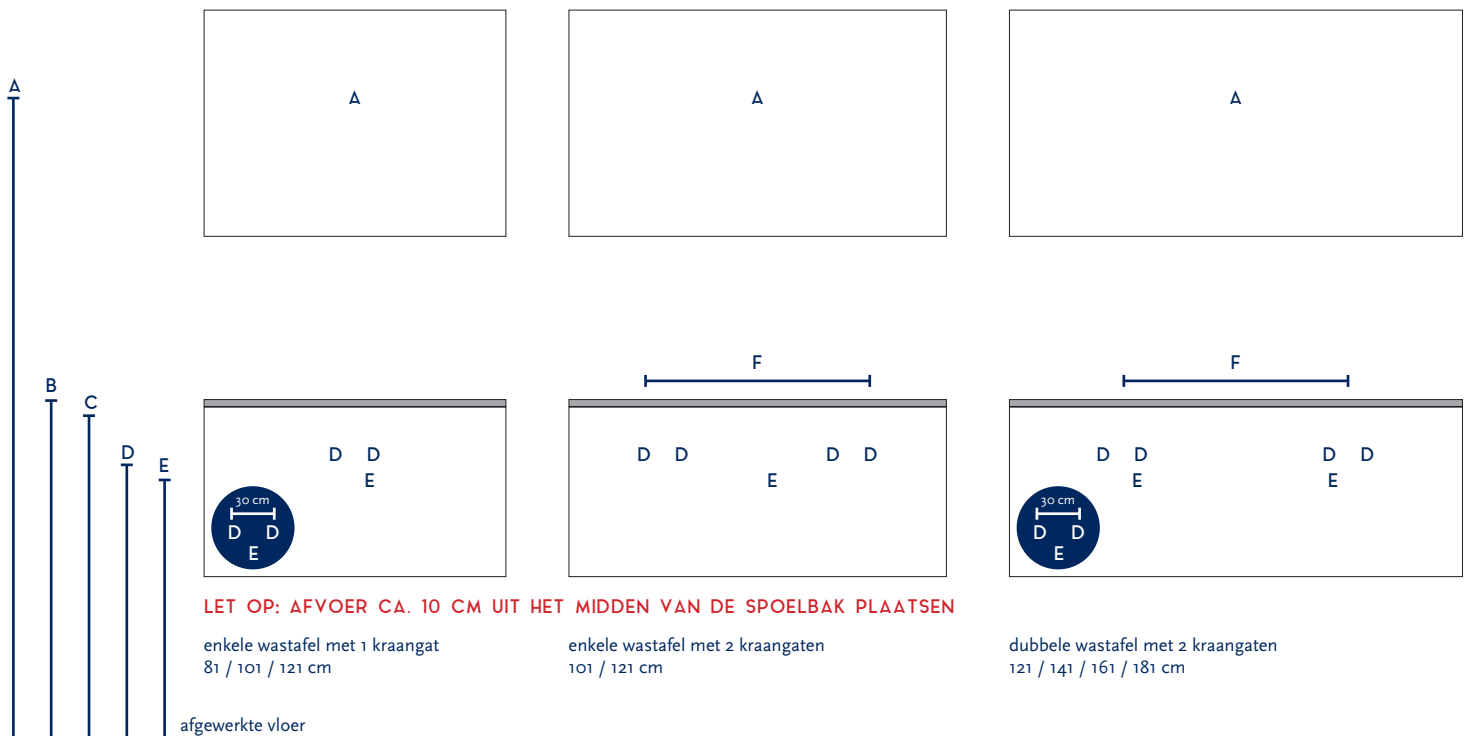 A
A
A
A
B
C
D
E
F
F
D D
E
D D D D
E
D D D D
E E
30 cm
D D
E
30 cm
D D
E
LET OP: AFVOER CA. 10 CM UIT HET MIDDEN VAN DE SPOELBAK PLAATSEN
enkele wastafel met 1 kraangat
81 / 101 / 121 cm
enkele wastafel met 2 kraangaten
101 / 121 cm
dubbele wastafel met 2 kraangaten
121 / 141 / 161 / 181 cm
afgewerkte vloer